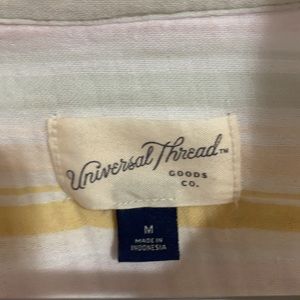 Universal Thread™
GOODS
CO.
M
MADE IN
INDONESIA